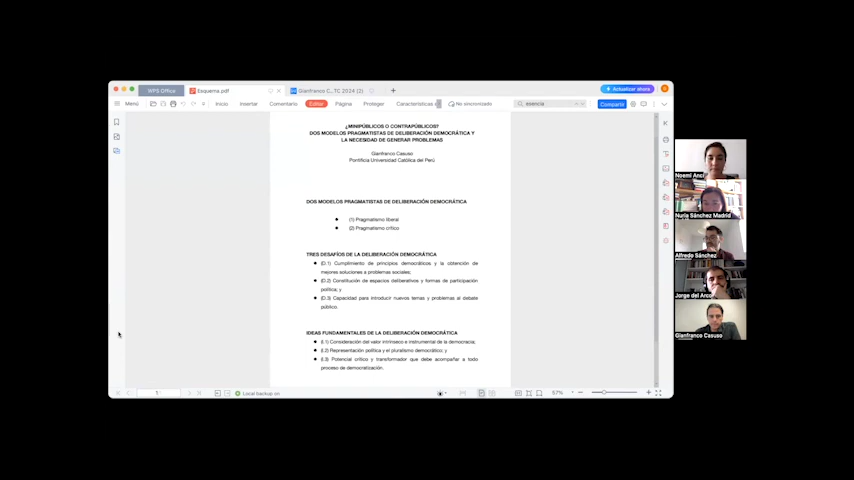 WPS Office
Esquema.pdf
Gianfranco C., TC 2024 (2)
Actualizar ahora
Menú
Inicio
Insertar
Comentario
Editar
Página
Proteger
Características
No sincronizado
esencia
Compartir
¿MINIPÚBLICOS O CONTRAPÚBLICOS?
DOS MODELOS PRAGMATISTAS DE DELIBERACIÓN DEMOCRÁTICA Y
LA NECESIDAD DE GENERAR PROBLEMAS
Gianfranco Casuso
Pontificia Universidad Católica del Perú
DOS MODELOS PRAGMATISTAS DE DELIBERACIÓN DEMOCRÁTICA
(1) Pragmatismo liberal
(2) Pragmatismo crítico
TRES DESAFÍOS DE LA DELIBERACIÓN DEMOCRÁTICA
(D.1) Cumplimiento de principios democráticos y la obtención de
mejores soluciones a problemas sociales;
(D.2) Constitución de espacios deliberativos y formas de participación
política; y
(D.3) Capacidad para introducir nuevos temas y problemas al debate
público.
IDEAS FUNDAMENTALES DE LA DELIBERACIÓN DEMOCRÁTICA
(I.1) Consideración del valor intrínseco e instrumental de la democracia;
(I.2) Representación política y el pluralismo democrático; y
(I.3) Potencial crítico y transformador que debe acompañar a todo
proceso de democratización.
1
Local backup on
57%
Noemi Anci
Nuria Sánchez Madrid
Alfredo Sánchez
Jorge del Arco
Gianfranco Casuso